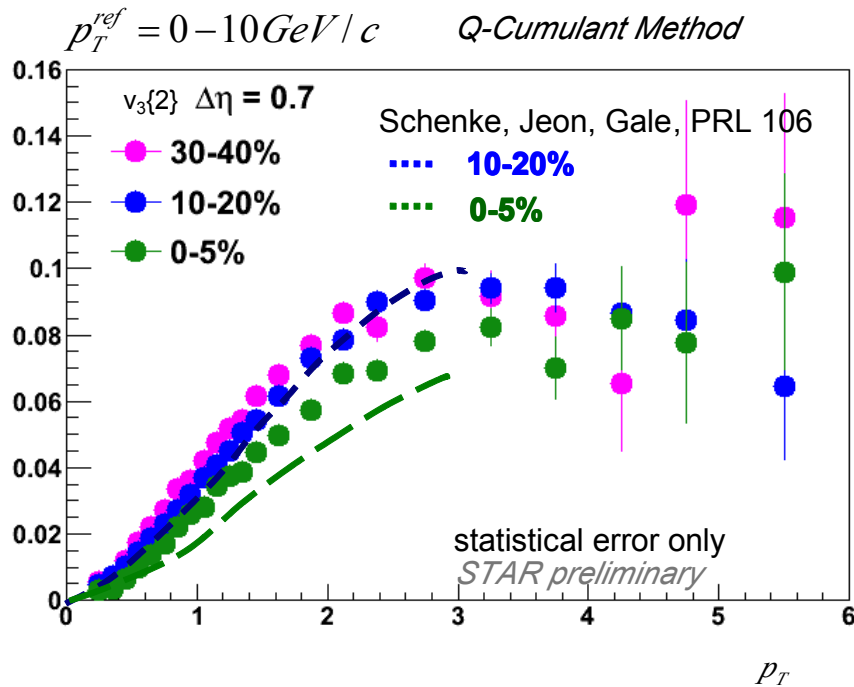 p_T^{ref} = 0 – 10 GeV / c Q-Cumulant Method
0.16
v₃{2} Δη = 0.7
Schenke, Jeon, Gale, PRL 106
0.14
30-40%
10-20%
0.12
10-20%
0-5%
0.1
0-5%
0.08
0.06
0.04
0.02
statistical error only
STAR preliminary
0
0 1 2 3 4 5 6
p_T